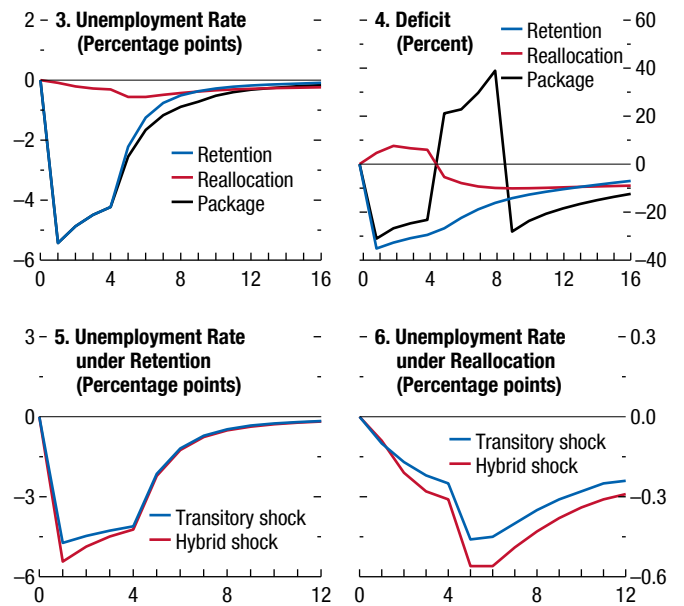 3. Unemployment Rate
(Percentage points)
2
0
–2
–4
–6
Retention
Reallocation
Package
0 4 8 12 16
4. Deficit
(Percent)
Retention
Reallocation
Package
60
40
20
0
–20
–40
0 4 8 12 16
5. Unemployment Rate
under Retention
(Percentage points)
3
0
–3
–6
Transitory shock
Hybrid shock
0 4 8 12
6. Unemployment Rate
under Reallocation
(Percentage points)
0.3
0.0
–0.3
–0.6
Transitory shock
Hybrid shock
0 4 8 12